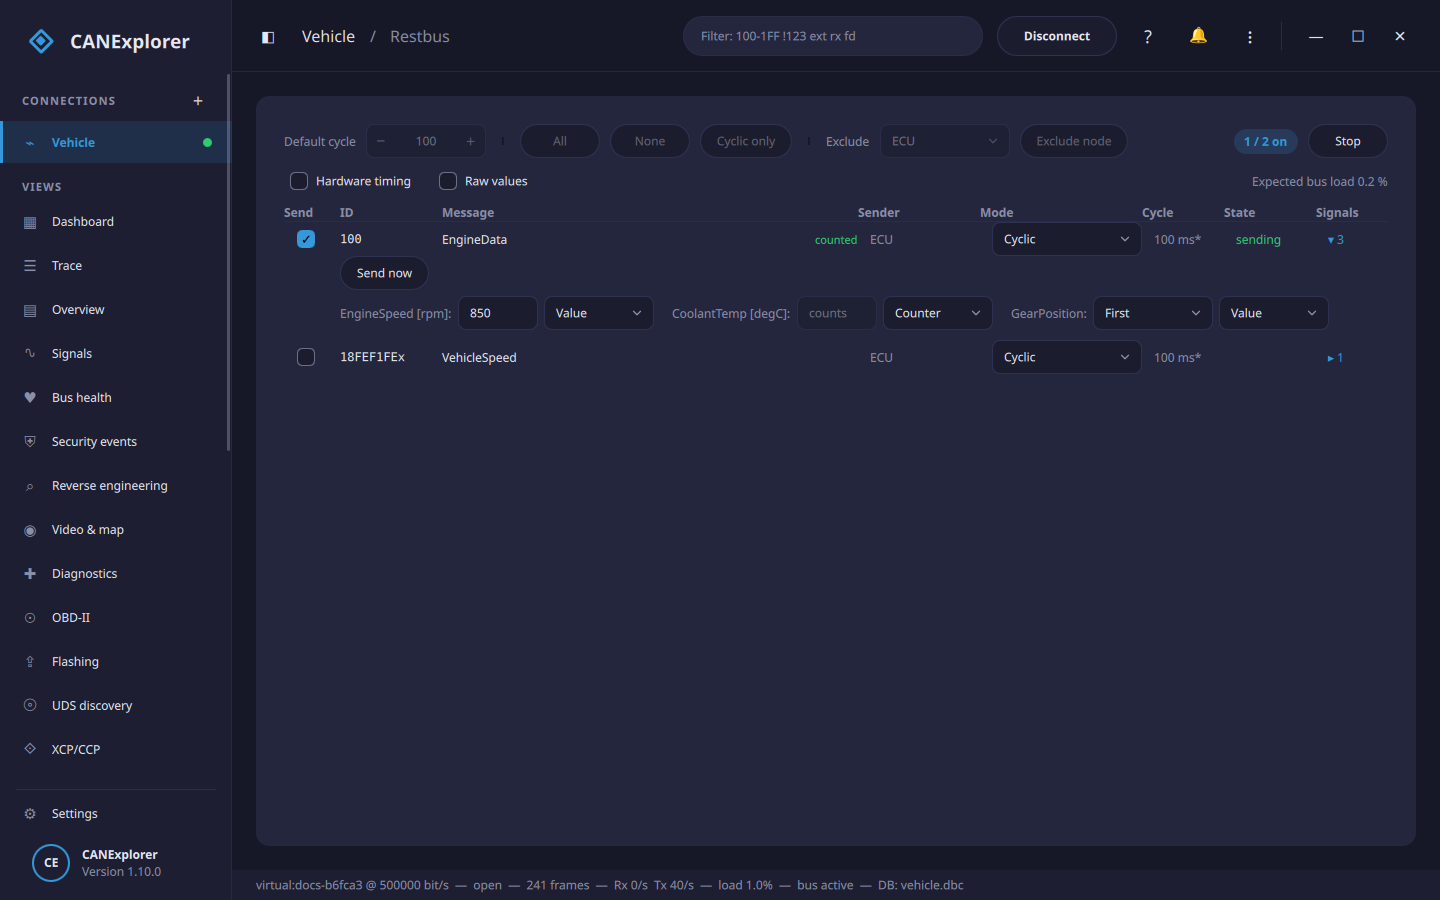 CANExplorer
CONNECTIONS +
Vehicle
VIEWS
Dashboard
Trace
Overview
Signals
Bus health
Security events
Reverse engineering
Video & map
Diagnostics
OBD-II
Flashing
UDS discovery
XCP/CCP
Settings
CE
CANExplorer
Version 1.10.0
Vehicle / Restbus
Filter: 100-1FF !123 ext rx fd
Disconnect
?
Default cycle − 100 + All None Cyclic only Exclude ECU Exclude node 1 / 2 on Stop
Hardware timing Raw values Expected bus load 0.2 %
Send ID Message Sender Mode Cycle State Signals
100 EngineData counted ECU Cyclic 100 ms* sending ▾ 3
Send now
EngineSpeed [rpm]: 850 Value CoolantTemp [degC]: counts Counter GearPosition: First Value
18FEF1FEx VehicleSpeed ECU Cyclic 100 ms* ▸ 1
virtual:docs-b6fca3 @ 500000 bit/s — open — 241 frames — Rx 0/s Tx 40/s — load 1.0% — bus active — DB: vehicle.dbc